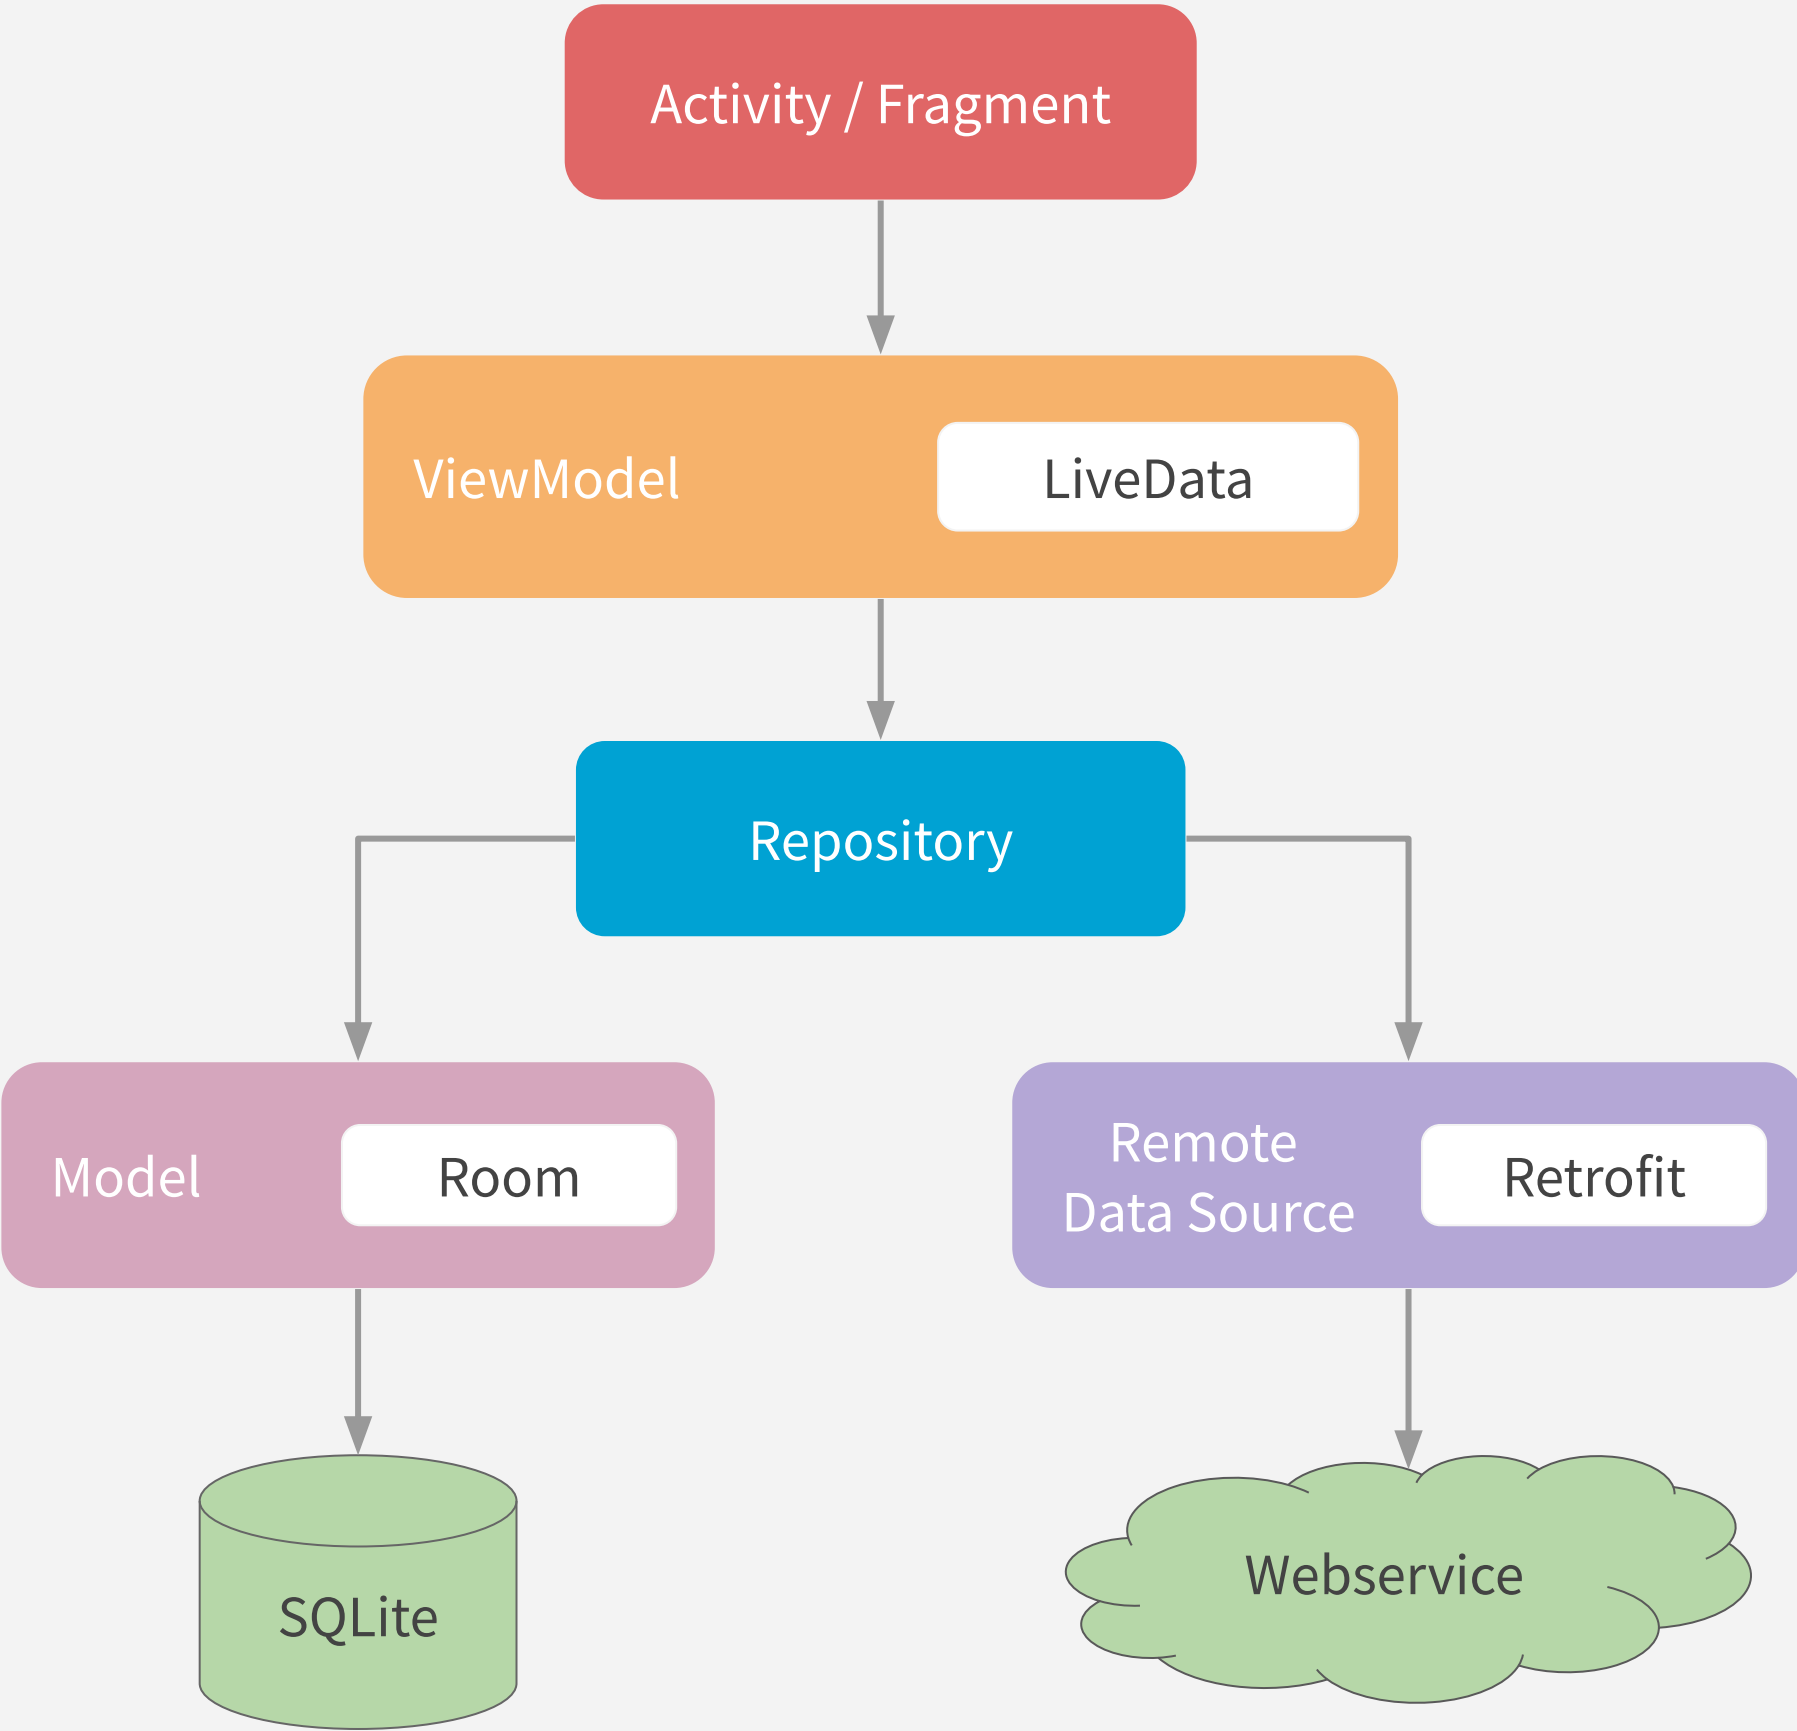 Activity / Fragment
ViewModel
LiveData
Repository
Model
Room
Remote
Data Source
Retrofit
SQLite
Webservice